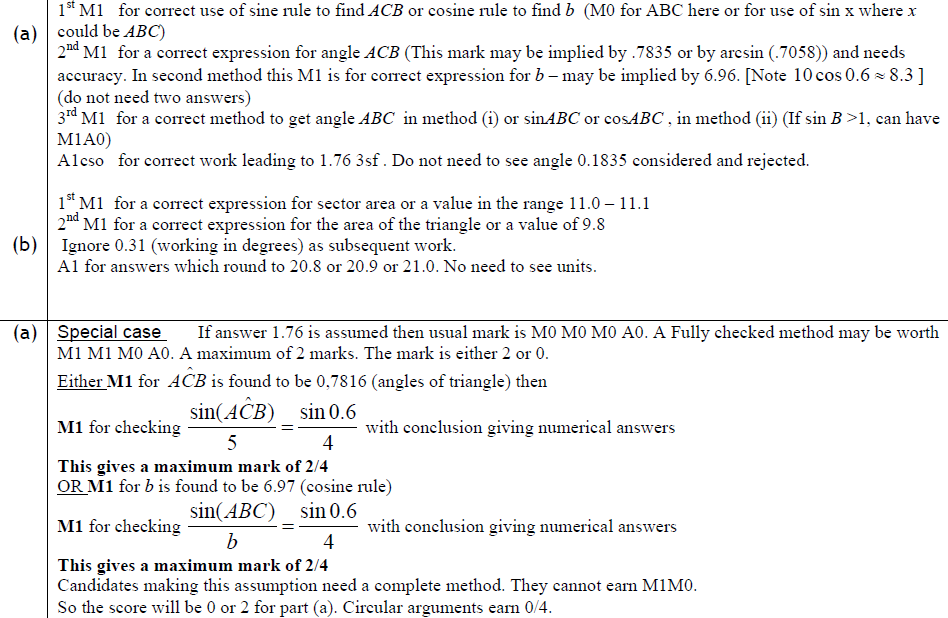 1st M1 for correct use of sine rule to find ACB or cosine rule to find b (M0 for ABC here or for use of sin x where x
(a) could be ABC)
2nd M1 for a correct expression for angle ACB (This mark may be implied by .7835 or by arcsin (.7058)) and needs
accuracy. In second method this M1 is for correct expression for b – may be implied by 6.96. [Note 10 cos 0.6 ≈ 8.3 ]
(do not need two answers)
3rd M1 for a correct method to get angle ABC in method (i) or sinABC or cosABC , in method (ii) (If sin B >1, can have
M1A0)
A1cso for correct work leading to 1.76 3sf . Do not need to see angle 0.1835 considered and rejected.
1st M1 for a correct expression for sector area or a value in the range 11.0 – 11.1
2nd M1 for a correct expression for the area of the triangle or a value of 9.8
(b) Ignore 0.31 (working in degrees) as subsequent work.
A1 for answers which round to 20.8 or 20.9 or 21.0. No need to see units.
(a) Special case If answer 1.76 is assumed then usual mark is M0 M0 M0 A0. A Fully checked method may be worth
M1 M1 M0 A0. A maximum of 2 marks. The mark is either 2 or 0.
Either M1 for AĈB is found to be 0,7816 (angles of triangle) then
M1 for checking sin(AĈB)/5 = sin 0.6/4 with conclusion giving numerical answers
This gives a maximum mark of 2/4
OR M1 for b is found to be 6.97 (cosine rule)
M1 for checking sin(ABC)/b = sin 0.6/4 with conclusion giving numerical answers
This gives a maximum mark of 2/4
Candidates making this assumption need a complete method. They cannot earn M1M0.
So the score will be 0 or 2 for part (a). Circular arguments earn 0/4.